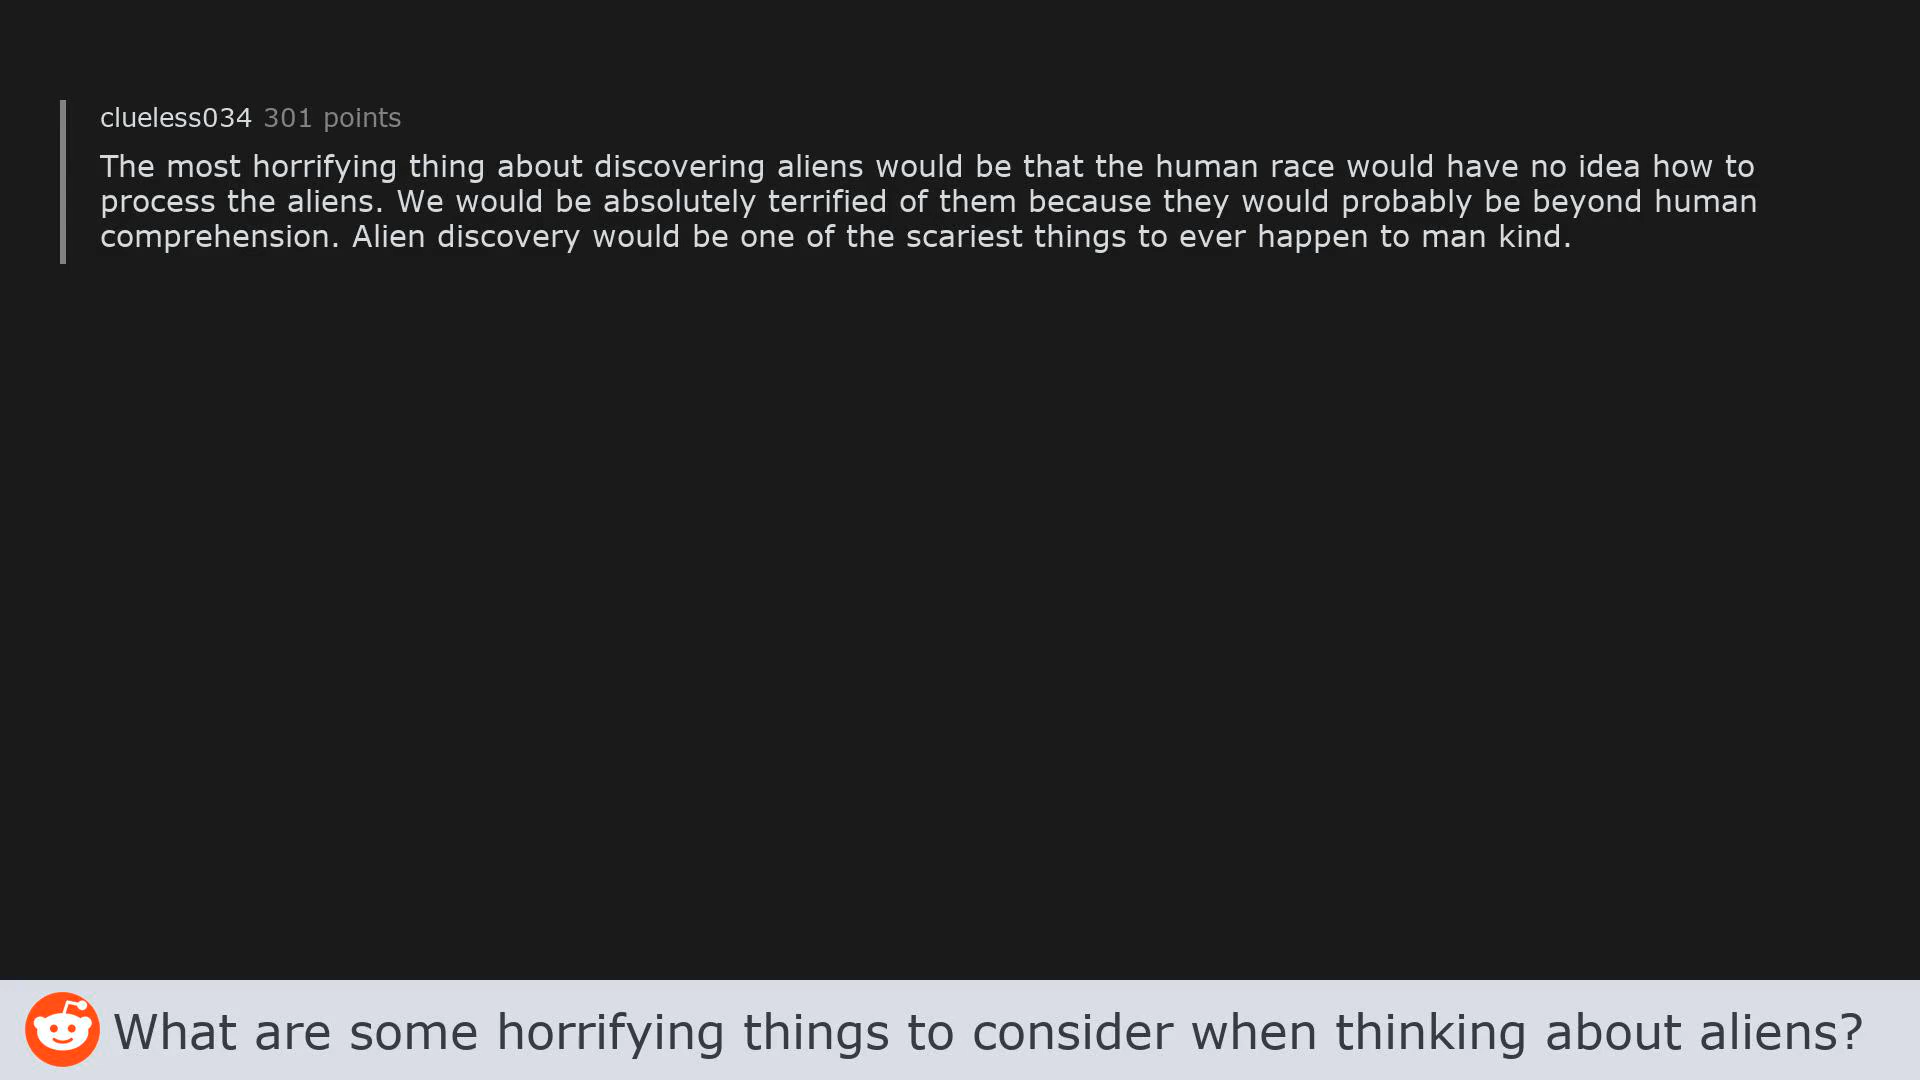 clueless034 301 points
The most horrifying thing about discovering aliens would be that the human race would have no idea how to
process the aliens. We would be absolutely terrified of them because they would probably be beyond human
comprehension. Alien discovery would be one of the scariest things to ever happen to man kind.
What are some horrifying things to consider when thinking about aliens?